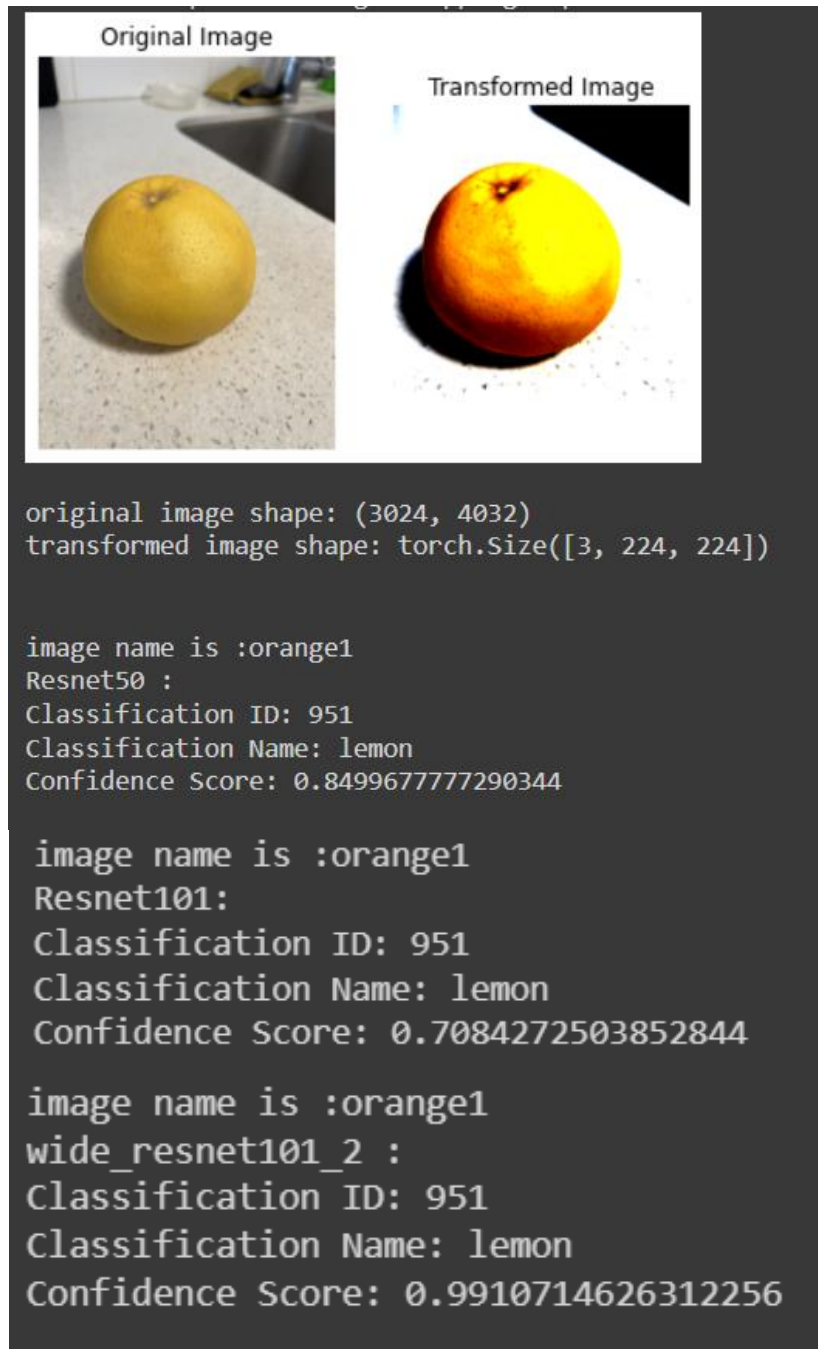 Original Image
Transformed Image
original image shape: (3024, 4032)
transformed image shape: torch.Size([3, 224, 224])
image name is :orange1
Resnet50 :
Classification ID: 951
Classification Name: lemon
Confidence Score: 0.8499677777290344
image name is :orange1
Resnet101:
Classification ID: 951
Classification Name: lemon
Confidence Score: 0.7084272503852844
image name is :orange1
wide_resnet101_2 :
Classification ID: 951
Classification Name: lemon
Confidence Score: 0.9910714626312256